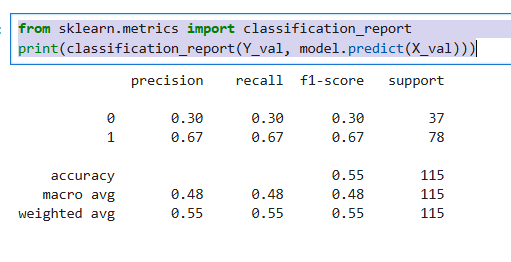 from sklearn.metrics import classification_report
print(classification_report(Y_val, model.predict(X_val)))
precision recall f1-score support
0 0.30 0.30 0.30 37
1 0.67 0.67 0.67 78
accuracy 0.55 115
macro avg 0.48 0.48 0.48 115
weighted avg 0.55 0.55 0.55 115